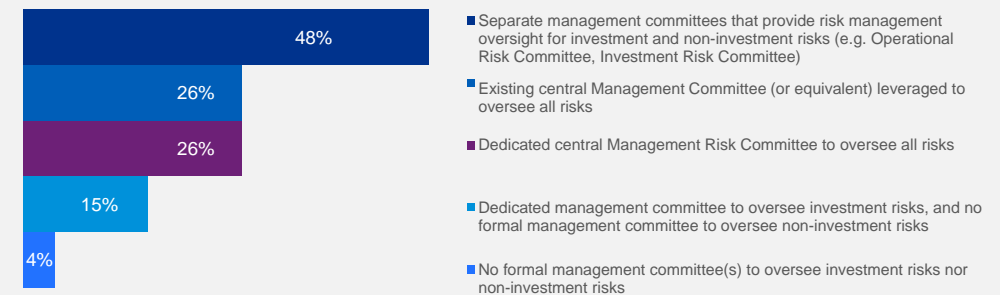 48%
Separate management committees that provide risk management
oversight for investment and non-investment risks (e.g. Operational
Risk Committee, Investment Risk Committee)
26%
Existing central Management Committee (or equivalent) leveraged to
oversee all risks
26%
Dedicated central Management Risk Committee to oversee all risks
15%
Dedicated management committee to oversee investment risks, and no
formal management committee to oversee non-investment risks
4%
No formal management committee(s) to oversee investment risks nor
non-investment risks